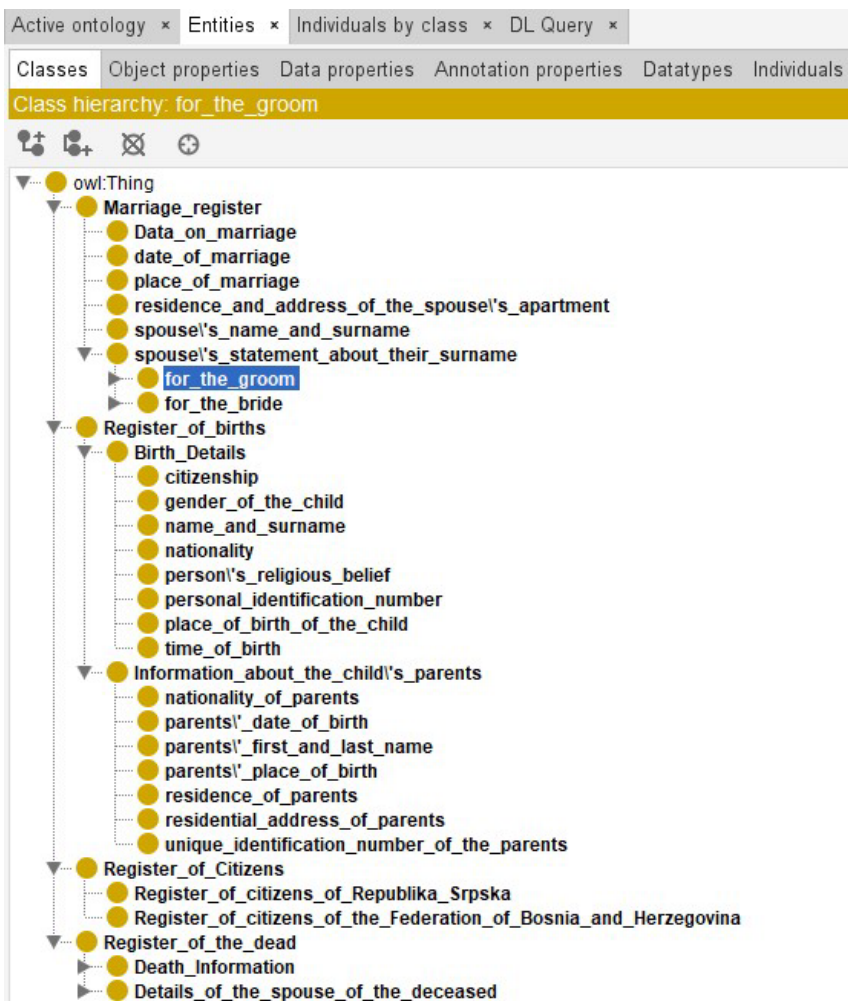 Active ontology × Entities × Individuals by class × DL Query ×
Classes Object properties Data properties Annotation properties Datatypes Individuals
Class hierarchy: for_the_groom
owl:Thing
Marriage_register
Data_on_marriage
date_of_marriage
place_of_marriage
residence_and_address_of_the_spouse\'s_apartment
spouse\'s_name_and_surname
spouse\'s_statement_about_their_surname
for_the_groom
for_the_bride
Register_of_births
Birth_Details
citizenship
gender_of_the_child
name_and_surname
nationality
person\'s_religious_belief
personal_identification_number
place_of_birth_of_the_child
time_of_birth
Information_about_the_child\'s_parents
nationality_of_parents
parents\'_date_of_birth
parents\'_first_and_last_name
parents\'_place_of_birth
residence_of_parents
residential_address_of_parents
unique_identification_number_of_the_parents
Register_of_Citizens
Register_of_citizens_of_Republika_Srpska
Register_of_citizens_of_the_Federation_of_Bosnia_and_Herzegovina
Register_of_the_dead
Death_Information
Details_of_the_spouse_of_the_deceased